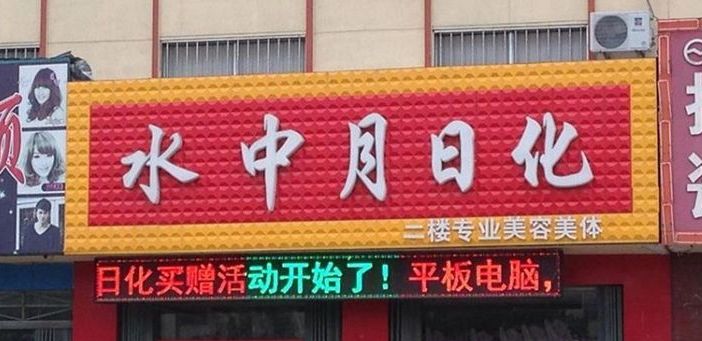 水中月日化
二楼专业美容美体
日化买赠活动开始了！平板电脑，